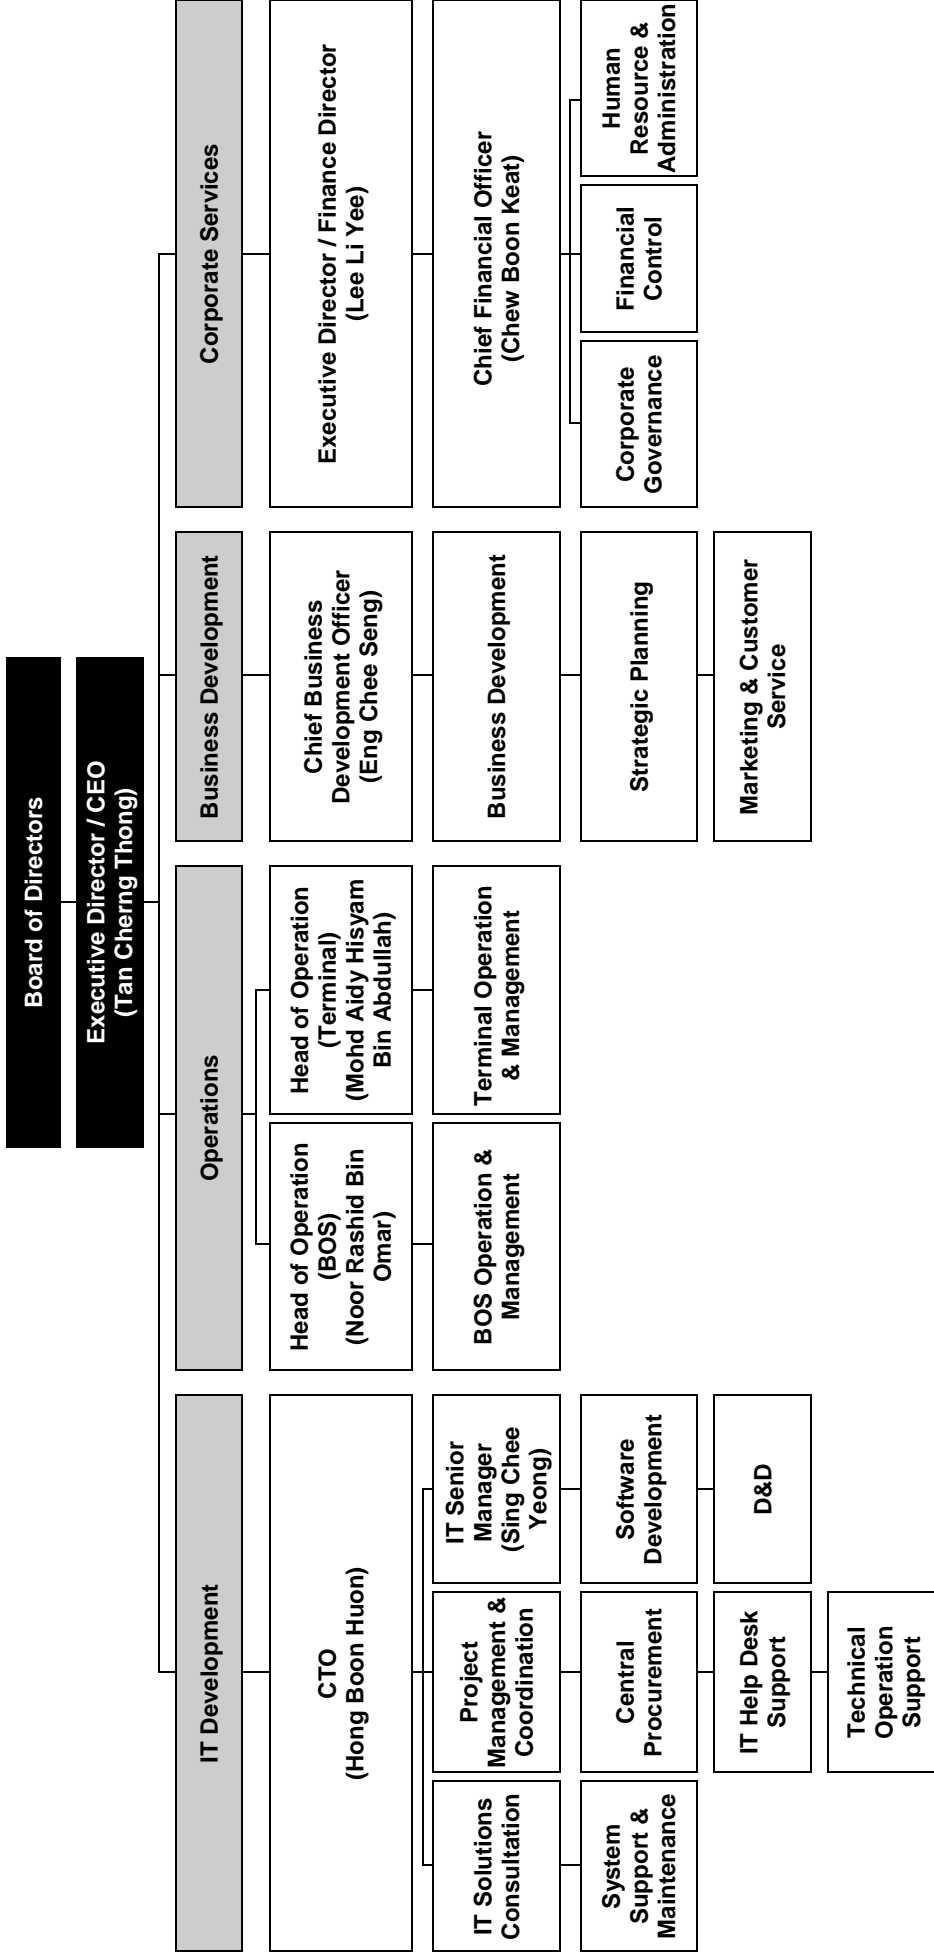 Board of Directors
Executive Director / CEO
(Tan Cherng Thong)
IT Development
Operations
Business Development
Corporate Services
CTO
(Hong Boon Huon)
Head of Operation
(BOS)
(Noor Rashid Bin
Omar)
Head of Operation
(Terminal)
(Mohd Aidy Hisyam
Bin Abdullah)
Chief Business
Development Officer
(Eng Chee Seng)
Executive Director / Finance Director
(Lee Li Yee)
IT Solutions
Consultation
Project
Management &
Coordination
IT Senior
Manager
(Sing Chee
Yeong)
BOS Operation &
Management
Terminal Operation
& Management
Business Development
Chief Financial Officer
(Chew Boon Keat)
System
Support &
Maintenance
Central
Procurement
Software
Development
Strategic Planning
Corporate
Governance
Financial
Control
Human
Resource &
Administration
IT Help Desk
Support
D&D
Marketing & Customer
Service
Technical
Operation
Support